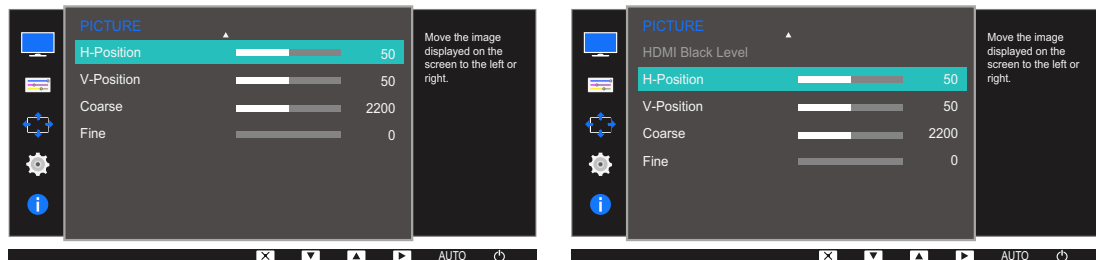 PICTURE
H-Position 50
V-Position 50
Coarse 2200
Fine 0
Move the image
displayed on the
screen to the left or
right.
AUTO
PICTURE
HDMI Black Level
H-Position 50
V-Position 50
Coarse 2200
Fine 0
Move the image
displayed on the
screen to the left or
right.
AUTO